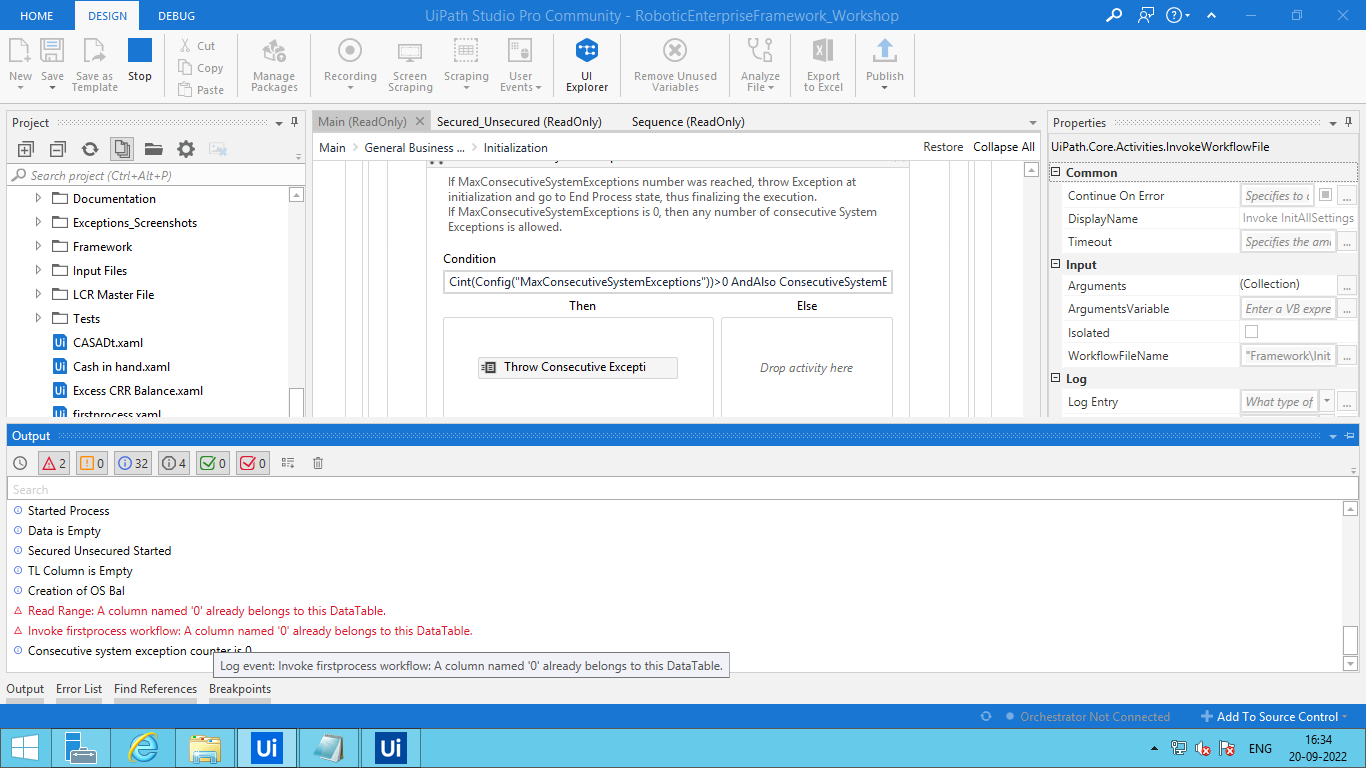 HOME DESIGN DEBUG UiPath Studio Pro Community - RoboticEnterpriseFramework_Workshop
New Save Save as Template Stop
Cut
Copy
Paste
Manage Packages
Recording
Screen Scraping
Scraping
User Events
UI Explorer
Remove Unused Variables
Analyze File
Export to Excel
Publish
Project
Search project (Ctrl+Alt+P)
Documentation
Exceptions_Screenshots
Framework
Input Files
LCR Master File
Tests
CASADt.xaml
Cash in hand.xaml
Excess CRR Balance.xaml
firstprocess.xaml
Main (ReadOnly) Secured_Unsecured (ReadOnly) Sequence (ReadOnly)
Main General Business ... Initialization Restore Collapse All
If MaxConsecutiveSystemExceptions number was reached, throw Exception at
initialization and go to End Process state, thus finalizing the execution.
If MaxConsecutiveSystemExceptions is 0, then any number of consecutive System
Exceptions is allowed.
Condition
Cint(Config("MaxConsecutiveSystemExceptions"))>0 AndAlso ConsecutiveSystemE
Then Else
Throw Consecutive Excepti
Drop activity here
Properties
UiPath.Core.Activities.InvokeWorkflowFile
Common
Continue On Error Specifies to c ...
DisplayName Invoke InitAllSettings
Timeout Specifies the amo ...
Input
Arguments (Collection) ...
ArgumentsVariable Enter a VB expre ...
Isolated
WorkflowFileName "Framework\Init ...
Log
Log Entry What type of ...
Output
2 0 32 4 0 0
Search
Started Process
Data is Empty
Secured Unsecured Started
TL Column is Empty
Creation of OS Bal
Read Range: A column named '0' already belongs to this DataTable.
Invoke firstprocess workflow: A column named '0' already belongs to this DataTable.
Consecutive system exception counter is 0
Log event: Invoke firstprocess workflow: A column named '0' already belongs to this DataTable.
Output Error List Find References Breakpoints
Orchestrator Not Connected Add To Source Control
Ui Ui
ENG
16:34
20-09-2022